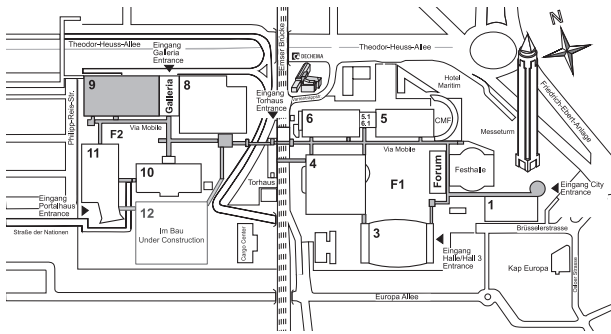 Theodor-Heuss-Allee
Eingang
Galleria
Entrance
Emser Brücke
Theodor-Heuss-Allee
DECHEMA
N
Friedrich-Ebert-Anlage
Philipp-Reis-Str.
9
Galleria
8
Eingang
Torhaus
Entrance
Hotel
Maritim
6
5.1
6.1
5
CMF
Messeturm
F2
Via Mobile
Via Mobile
11
10
4
F1
Forum
Festhalle
Torhaus
Eingang
Portalhaus
Entrance
12
Im Bau
Under Construction
Eingang City
Entrance
1
Straße der Nationen
Cargo Center
3
Eingang
Halle/Hall 3
Entrance
Brüsselerstrasse
Kap Europa
Europa Allee